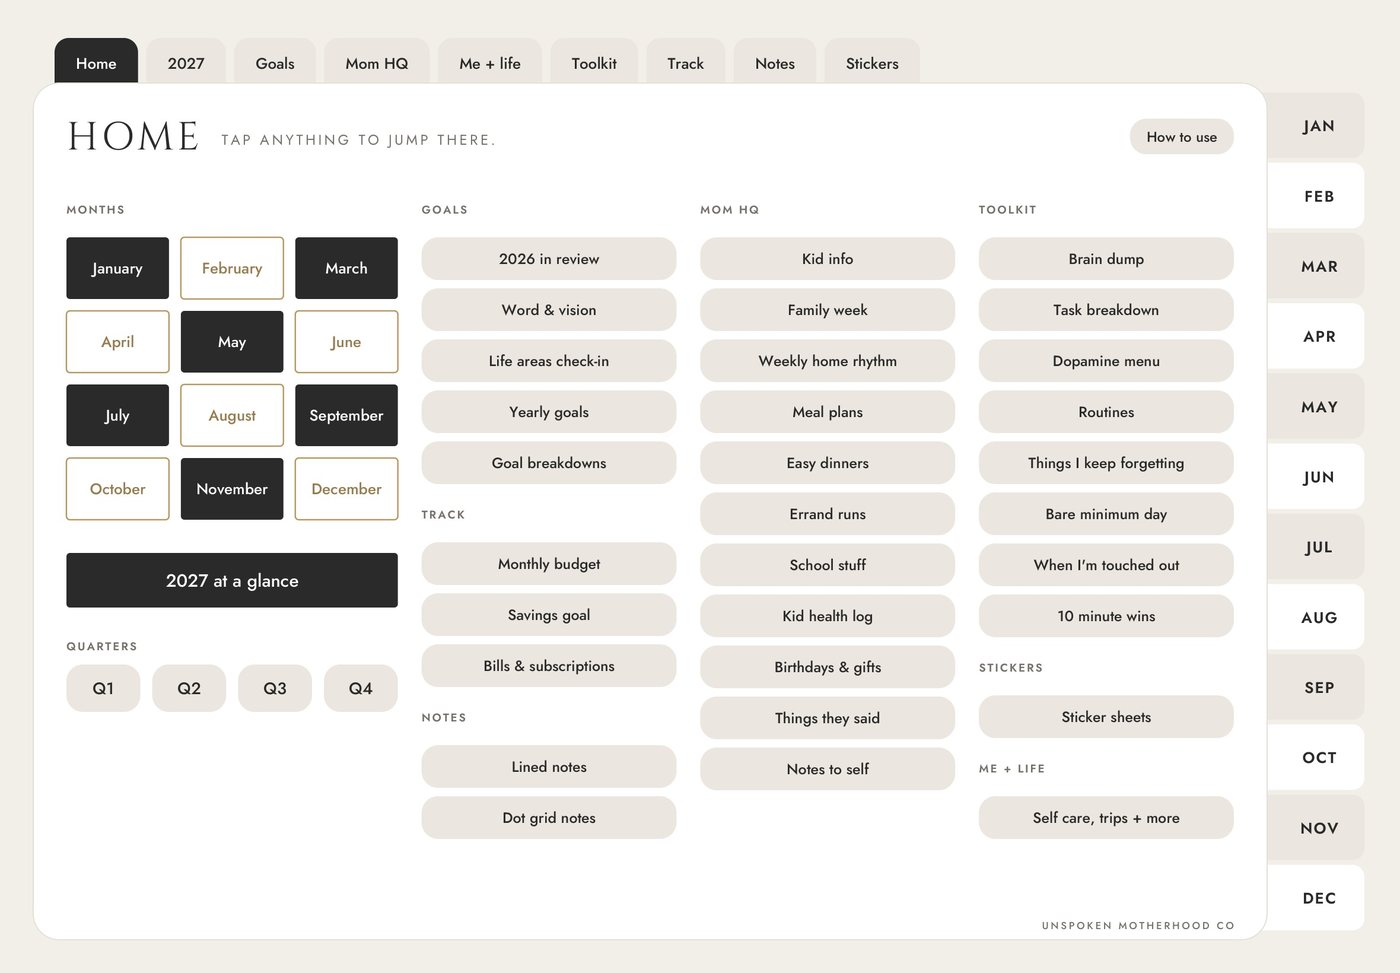 Home
2027
Goals
Mom HQ
Me + life
Toolkit
Track
Notes
Stickers
HOME
TAP ANYTHING TO JUMP THERE.
How to use
MONTHS
January
February
March
April
May
June
July
August
September
October
November
December
2027 at a glance
QUARTERS
Q1
Q2
Q3
Q4
GOALS
2026 in review
Word & vision
Life areas check-in
Yearly goals
Goal breakdowns
TRACK
Monthly budget
Savings goal
Bills & subscriptions
NOTES
Lined notes
Dot grid notes
MOM HQ
Kid info
Family week
Weekly home rhythm
Meal plans
Easy dinners
Errand runs
School stuff
Kid health log
Birthdays & gifts
Things they said
Notes to self
TOOLKIT
Brain dump
Task breakdown
Dopamine menu
Routines
Things I keep forgetting
Bare minimum day
When I'm touched out
10 minute wins
STICKERS
Sticker sheets
ME + LIFE
Self care, trips + more
UNSPOKEN MOTHERHOOD CO
JAN
FEB
MAR
APR
MAY
JUN
JUL
AUG
SEP
OCT
NOV
DEC